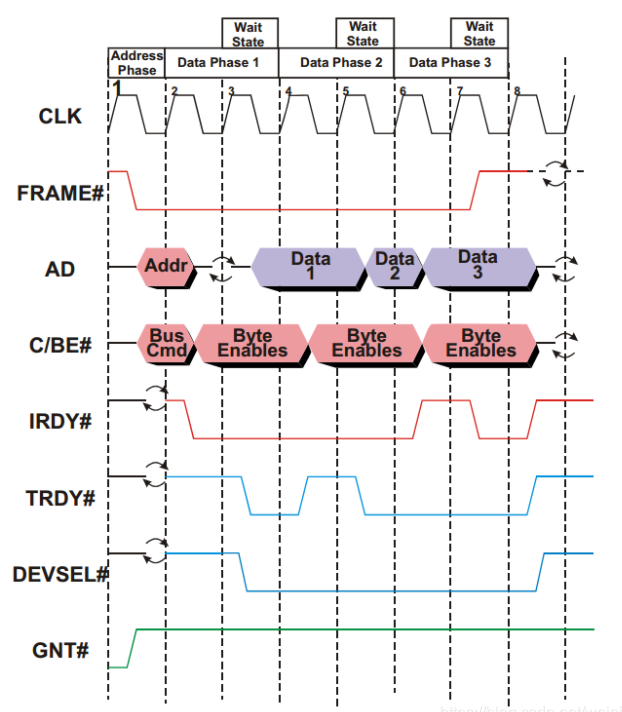 Wait State
Wait State
Wait State
Address Phase
Data Phase 1
Data Phase 2
Data Phase 3
1
2
3
4
5
6
7
8
CLK
FRAME#
AD
Addr
Data 1
Data 2
Data 3
C/BE#
Bus Cmd
Byte Enables
Byte Enables
Byte Enables
IRDY#
TRDY#
DEVSEL#
GNT#